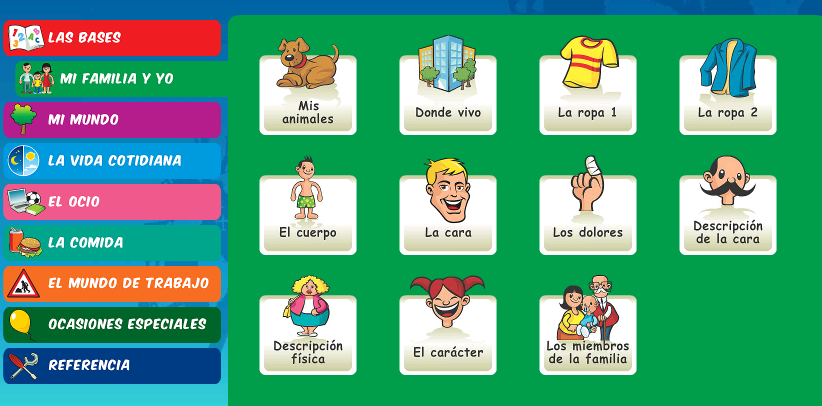 LAS BASES
MI FAMILIA Y YO
MI MUNDO
LA VIDA COTIDIANA
EL OCIO
LA COMIDA
EL MUNDO DE TRABAJO
OCASIONES ESPECIALES
REFERENCIA
Mis
animales
Donde vivo
La ropa 1
La ropa 2
El cuerpo
La cara
Los dolores
Descripción
de la cara
Descripción
física
El carácter
Los miembros
de la familia